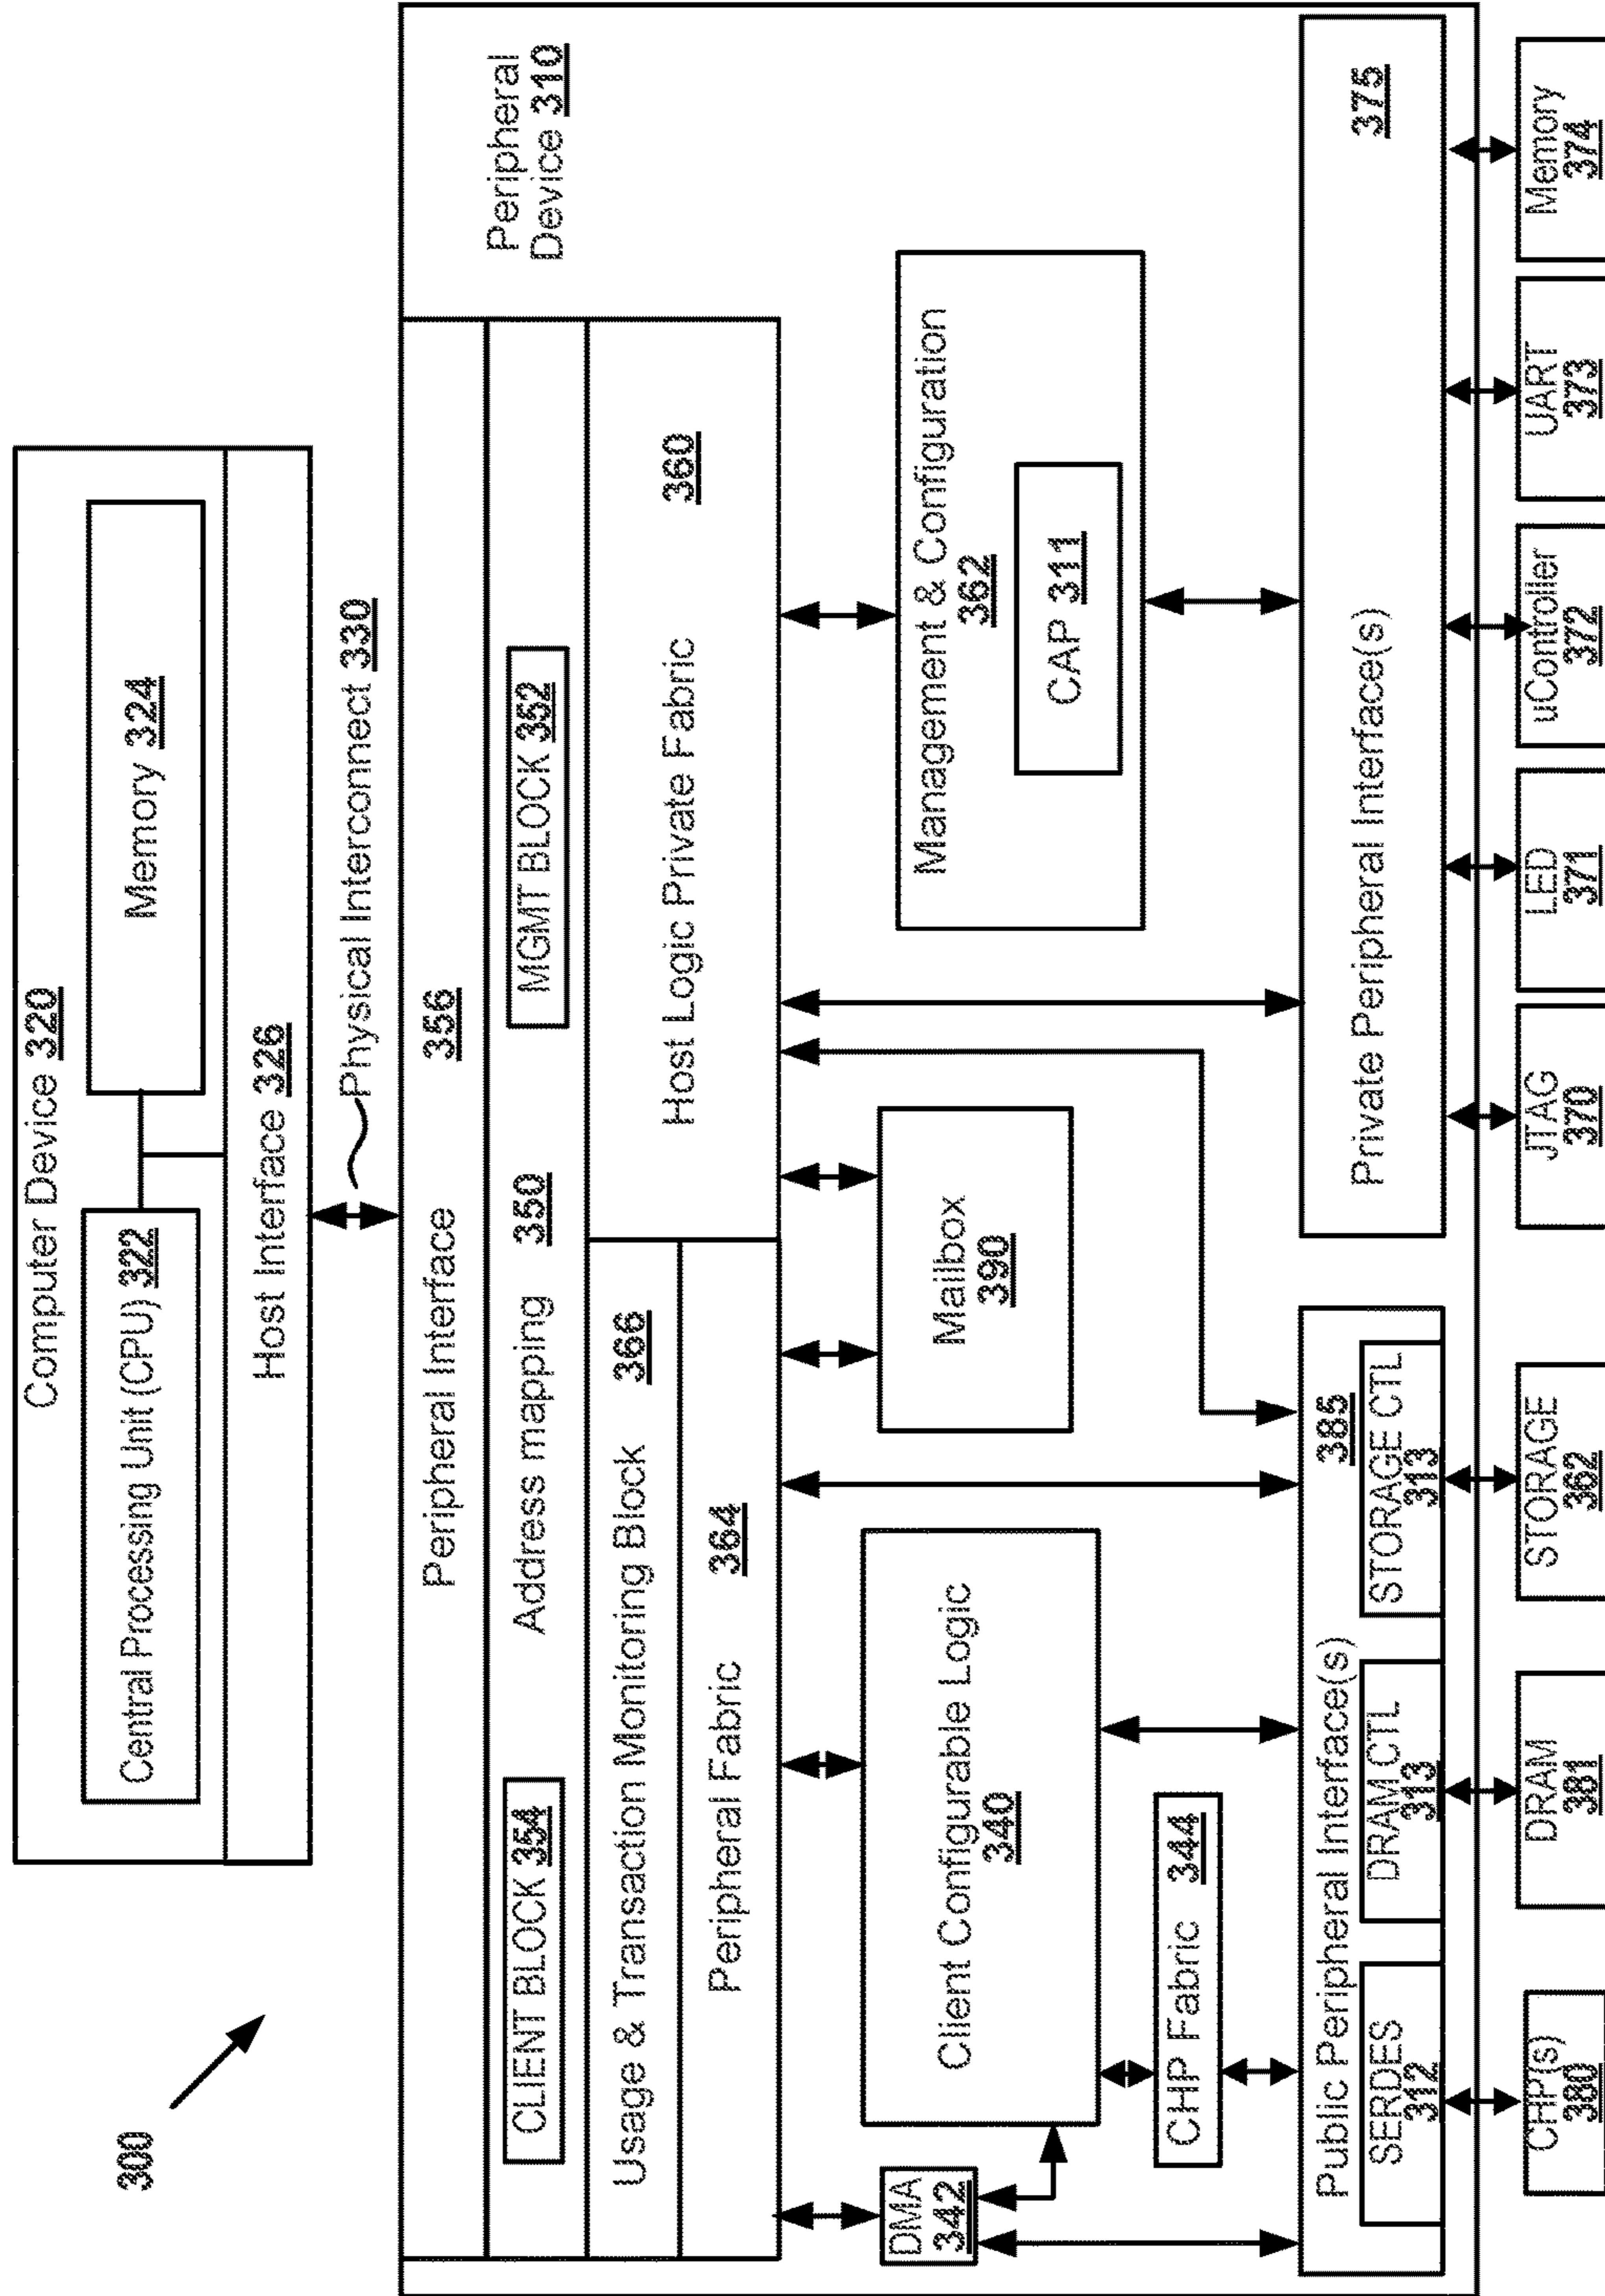 300
Computer Device 320
Central Processing Unit (CPU) 322
Memory 324
Host Interface 326
Physical Interconnect 330
Peripheral
Device 310
Peripheral Interface 356
CLIENT BLOCK 354
Address mapping 350
MGMT BLOCK 352
Usage & Transaction Monitoring Block 366
Peripheral Fabric 364
Host Logic Private Fabric 360
DMA
342
Client Configurable Logic
340
Mailbox
390
Management & Configuration
362
CAP 311
CHP Fabric 344
Public Peripheral Interface(s) 385
SERDES
312
DRAM CTL
313
STORAGE CTL
313
Private Peripheral Interface(s) 375
CHP(s)
380
DRAM
381
STORAGE
362
JTAG
370
LED
371
uController
372
UART
373
Memory
374